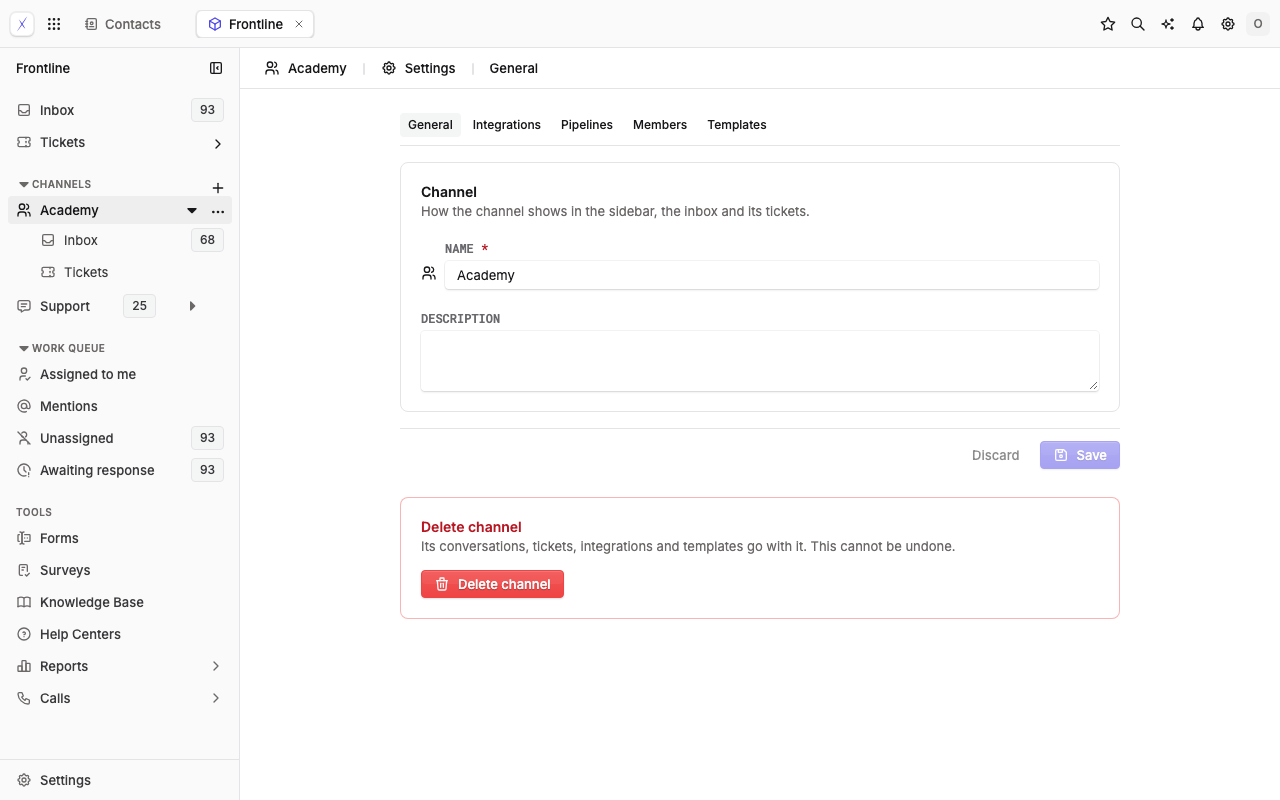 Contacts
Frontline
O
Frontline
Academy
Settings
General
Inbox
93
Tickets
CHANNELS
Academy
Inbox
68
Tickets
Support
25
WORK QUEUE
Assigned to me
Mentions
Unassigned
93
Awaiting response
93
TOOLS
Forms
Surveys
Knowledge Base
Help Centers
Reports
Calls
Settings
General
Integrations
Pipelines
Members
Templates
Channel
How the channel shows in the sidebar, the inbox and its tickets.
NAME *
Academy
DESCRIPTION
Discard
Save
Delete channel
Its conversations, tickets, integrations and templates go with it. This cannot be undone.
Delete channel